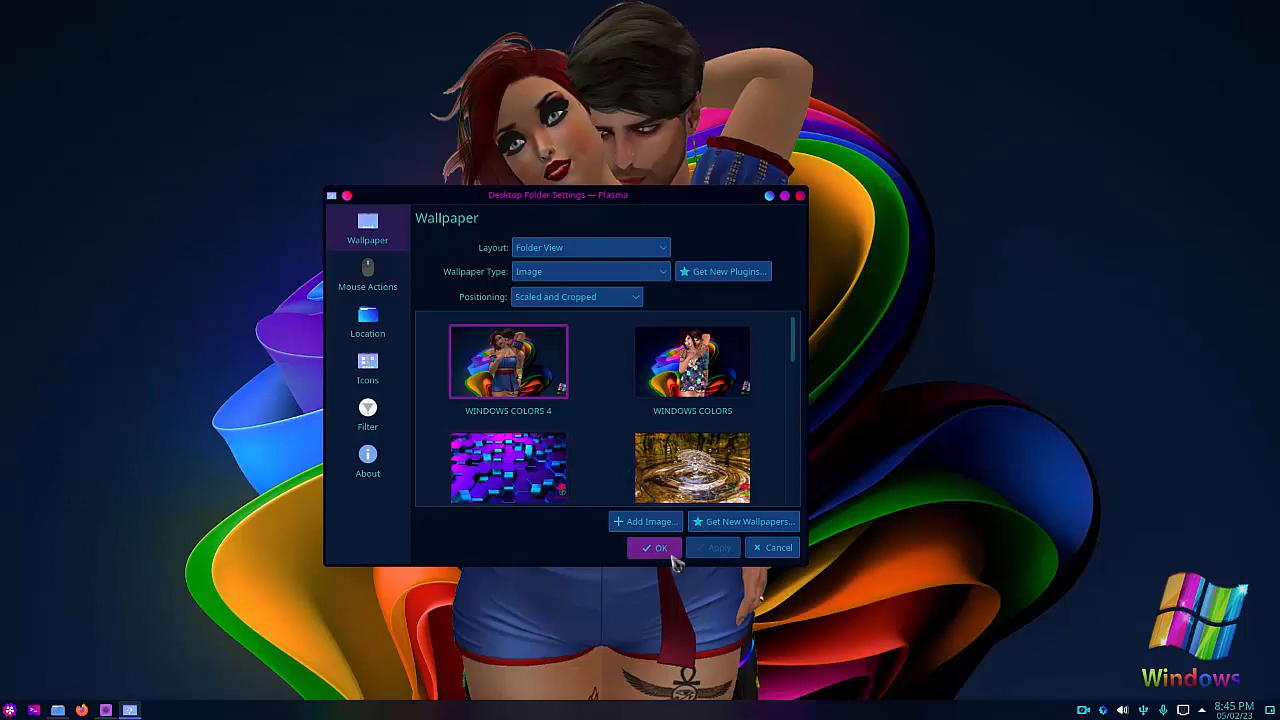 Desktop Folder Settings — Plasma
Wallpaper
Wallpaper
Layout: Folder View
Wallpaper Type: Image Get New Plugins...
Mouse Actions
Positioning: Scaled and Cropped
Location
Icons
WINDOWS COLORS 4 WINDOWS COLORS
Filter
About
Add Image... Get New Wallpapers...
OK Apply Cancel
Windows
8:45 PM
05/02/23